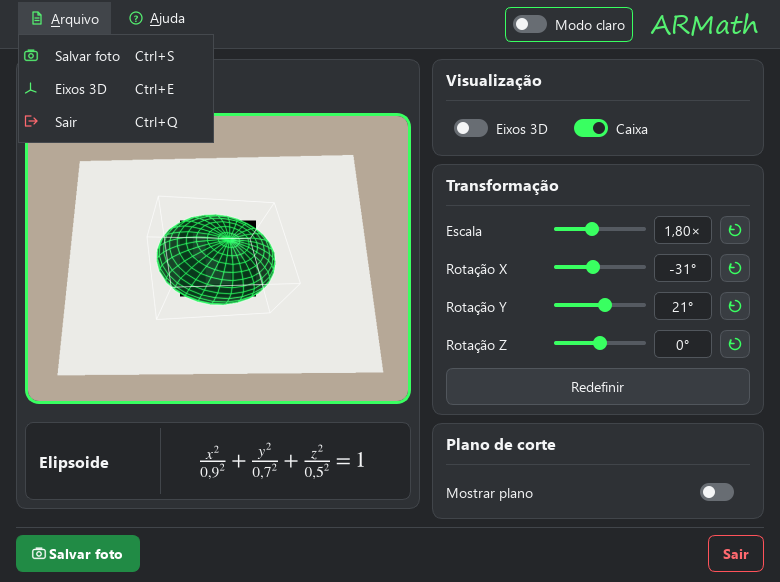 Arquivo
Ajuda
Modo claro
ARMath
Salvar foto Ctrl+S
Eixos 3D Ctrl+E
Sair Ctrl+Q
Visualização
Eixos 3D
Caixa
Transformação
Escala 1,80×
Rotação X -31°
Rotação Y 21°
Rotação Z 0°
Redefinir
Elipsoide
x²/0,9² + y²/0,7² + z²/0,5² = 1
Plano de corte
Mostrar plano
Salvar foto
Sair